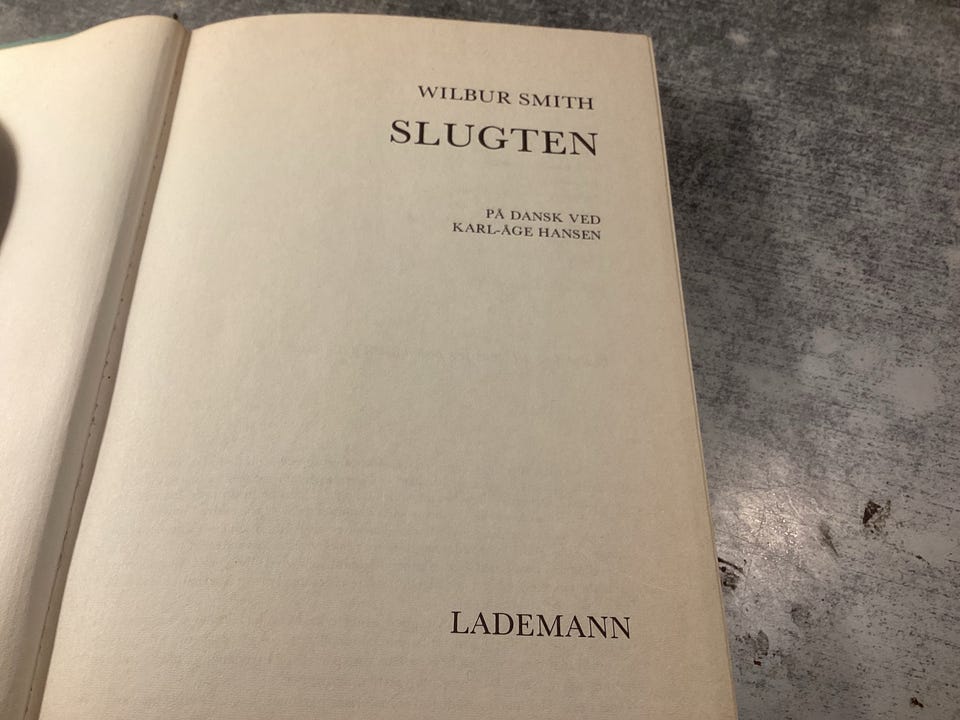 WILBUR SMITH
SLUGTEN
PÅ DANSK VED
KARL-ÅGE HANSEN
LADEMANN